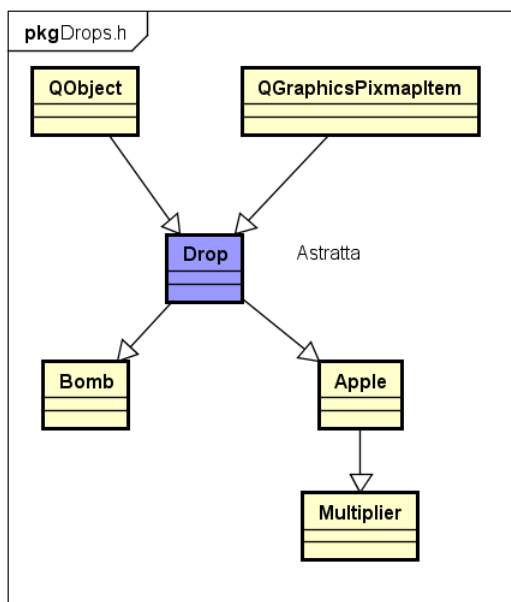 pkgDrops.h
QObject
QGraphicsPixmapItem
Drop
Astratta
Bomb
Apple
Multiplier